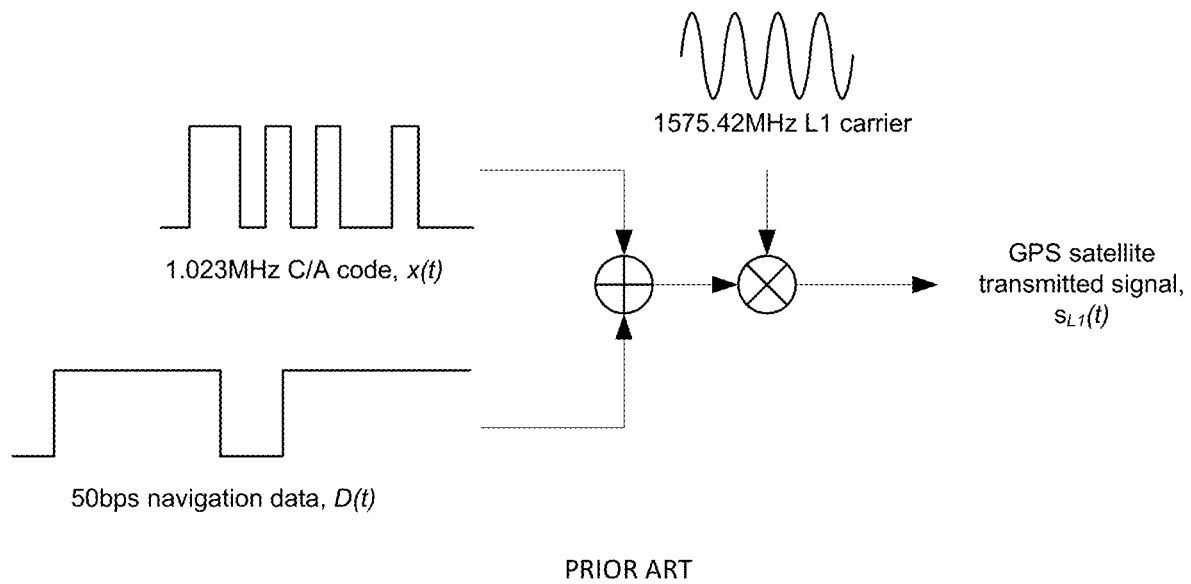 1575.42MHz L1 carrier
1.023MHz C/A code, x(t)
GPS satellite
transmitted signal,
sL1(t)
50bps navigation data, D(t)
PRIOR ART